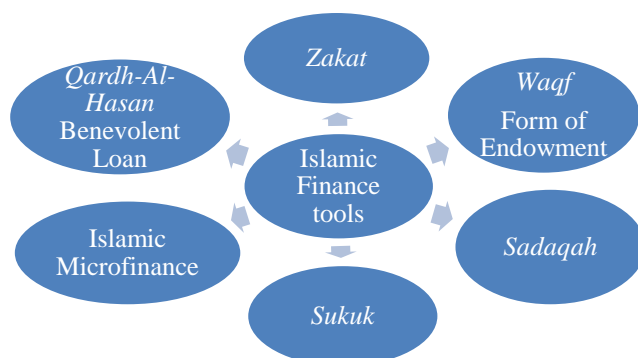 Zakat
Qardh-Al-
Hasan
Benevolent
Loan
Waqf
Form of
Endowment
Islamic
Finance
tools
Islamic
Microfinance
Sadaqah
Sukuk